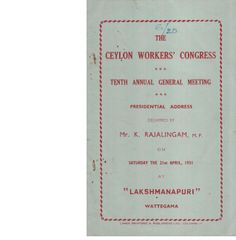 THE
CEYLON WORKERS' CONGRESS
TENTH ANNUAL GENERAL MEETING
PRESIDENTIAL ADDRESS
DELIVERED BY
Mr. K. RAJALINGAM, M.P.
ON
SATURDAY THE 21st APRIL, 1951
AT
"LAKSHMANAPURI"
WATTEGAMA